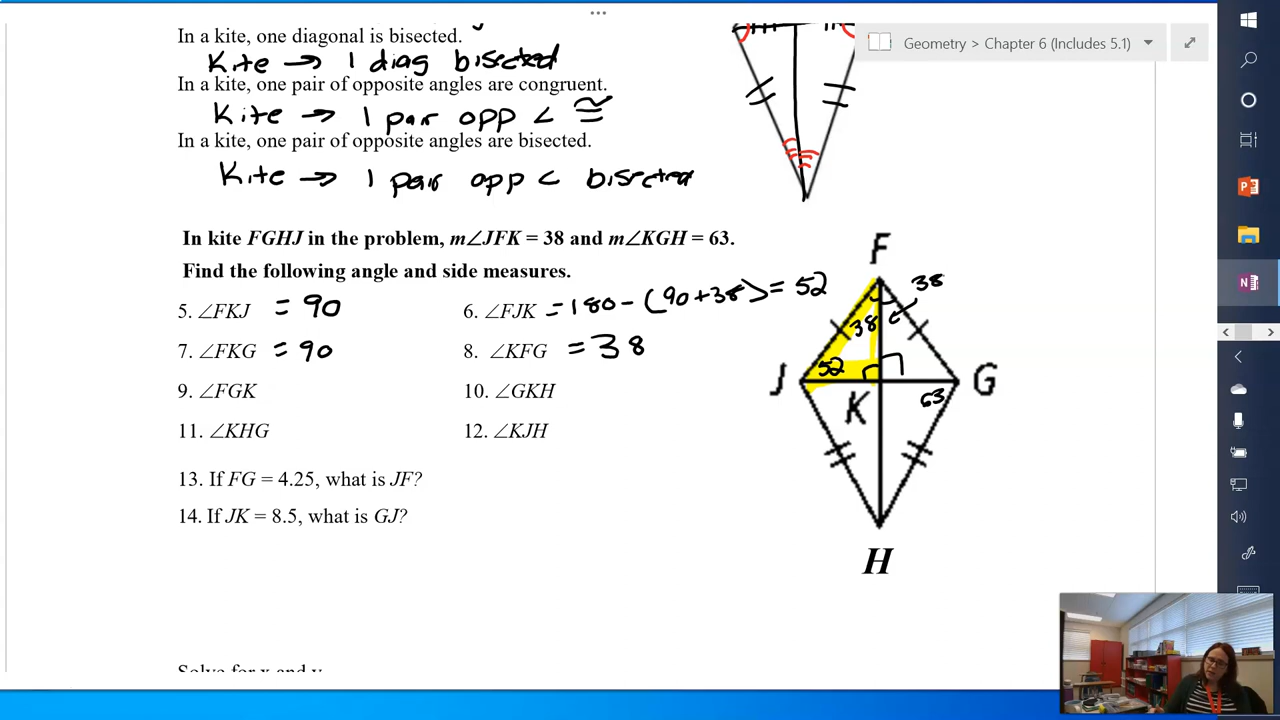 In a kite, one diagonal is bisected.
Kite → 1 diag bisected
In a kite, one pair of opposite angles are congruent.
Kite → 1 pair opp < ≅
In a kite, one pair of opposite angles are bisected.
Kite → 1 pair opp < bisected
Geometry > Chapter 6 (Includes 5.1)
In kite FGHJ in the problem, m∠JFK = 38 and m∠KGH = 63.
Find the following angle and side measures.
5. ∠FKJ = 90
6. ∠FJK = 180 - (90+38) = 52
7. ∠FKG = 90
8. ∠KFG = 38
9. ∠FGK
10. ∠GKH
11. ∠KHG
12. ∠KJH
13. If FG = 4.25, what is JF?
14. If JK = 8.5, what is GJ?
F
38
38
52
J
K
63
G
H
Solve for x and y